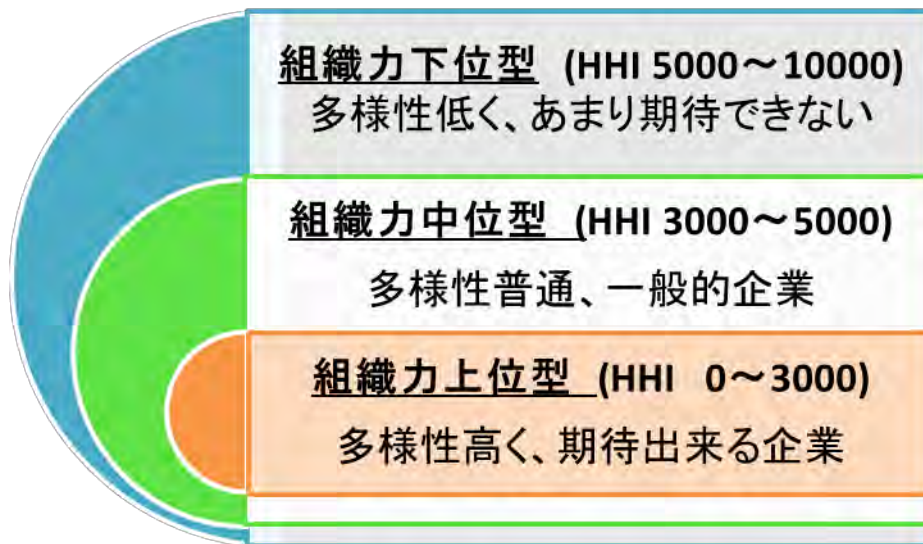 組織力下位型 (HHI 5000～10000)
多様性低く、あまり期待できない
組織力中位型 (HHI 3000～5000)
多様性普通、一般的企業
組織力上位型 (HHI 0～3000)
多様性高く、期待出来る企業